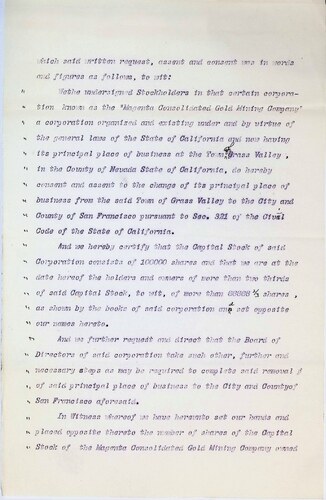 which said written request, assent and consent was in words
and figures as follows, to wit:
" Wethe undersigned Stockholders in that certain corpora-
" tion known as the "Magenta Consolidated Gold Mining Company"
" a corporation organized and existing under and by virtue of
" the general laws of the State of California and now having
" its principal place of business at the Town of Grass Valley ,
" in the County of Nevada State of California, do hereby
" consent and assent to the change of its principal place of
" business from the said Town of Grass Valley to the City and
" County of San Francisco pursuant to Sec. 321 of the Civil
" Code of the State of California.
" And we hereby certify that the Capital Stock of said
" Corporation consists of 100000 shares and that we are at the
" date hereof the holders and owners of more than two thirds
" of said Capital Stock, to wit, of more than 66666 2/3 shares ,
" as shown by the books of said corporation and set opposite
" our names hereto.
" And we further request and direct that the Board of
" Directors of said corporation take such other, further and
" necessary steps as may be required to complete said removal
" of said principal place of business to the City and Countyof
" San Francisco aforesaid.
" In Witness whereof we have hereunto set our hands and
" placed opposite thereto the number of shares of the Capital
" Stock of the Magenta Consolidated Gold Mining Company owned